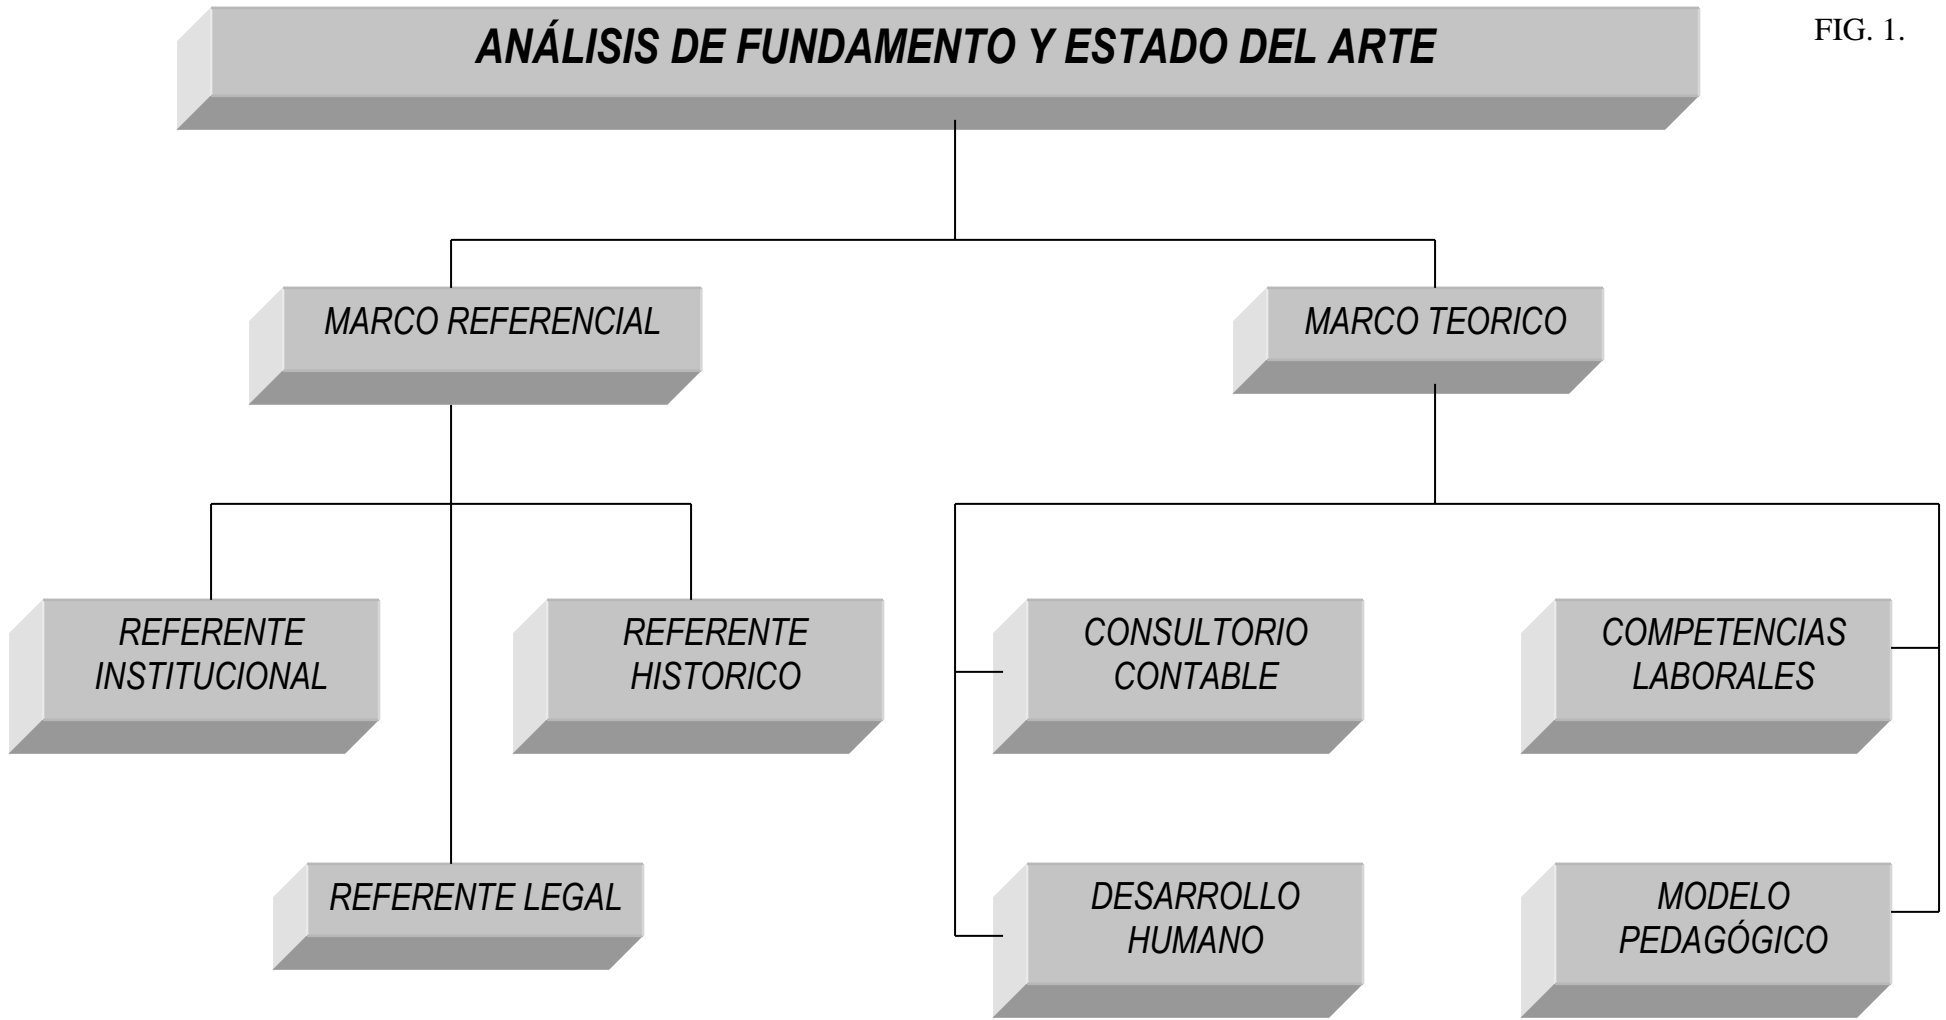 ANÁLISIS DE FUNDAMENTO Y ESTADO DEL ARTE
FIG. 1.
MARCO REFERENCIAL
MARCO TEORICO
REFERENTE
INSTITUCIONAL
REFERENTE
HISTORICO
CONSULTORIO
CONTABLE
COMPETENCIAS
LABORALES
REFERENTE LEGAL
DESARROLLO
HUMANO
MODELO
PEDAGÓGICO